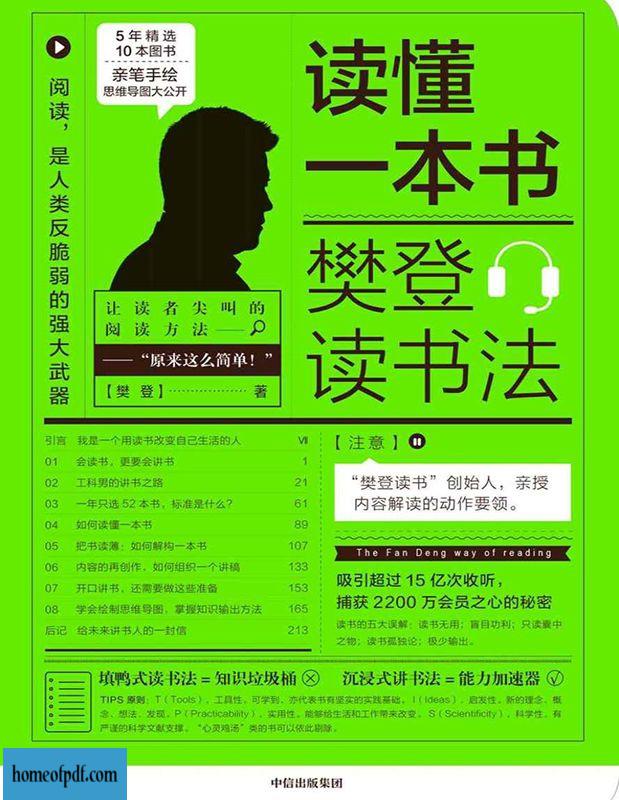 5年精选
10本图书
亲笔手绘
思维导图大公开
阅读，是人类反脆弱的强大武器
读懂
一本书
樊登
读书法
让读者尖叫的
阅读方法——
——“原来这么简单！”
【樊 登】⋯⋯⋯⋯⋯⋯著
引言 我是一个用读书改变自己生活的人 Ⅶ
01 会读书，更要会讲书 1
02 工科男的讲书之路 21
03 一年只选52本书，标准是什么？ 61
04 如何读懂一本书 89
05 把书读薄：如何解构一本书 107
06 内容的再创作，如何组织一个讲稿 133
07 开口讲书，还需要做这些准备 153
08 学会绘制思维导图，掌握知识输出方法 165
后记 给未来讲书人的一封信 213
【注意】
“樊登读书”创始人，亲授
内容解读的动作要领。
The Fan Deng way of reading
吸引超过15亿次收听，
捕获2200万会员之心的秘密
读书的五大误解：读书无用；盲目功利；只读囊中
之物；读书孤独论；极少输出。
填鸭式读书法=知识垃圾桶 沉浸式讲书法=能力加速器
TIPS 原则：T（Tools），工具性，可学到、亦代表书有坚实的实践基础。I（Ideas），启发性，新的理念、概
念、想法、发现。P（Practicability），实用性，能够给生活和工作带来改变。S（Scientificity），科学性，有
严谨的科学文献支撑。“心灵鸡汤”类的书可以依此剔除。
homeofpdf.com
中信出版集团